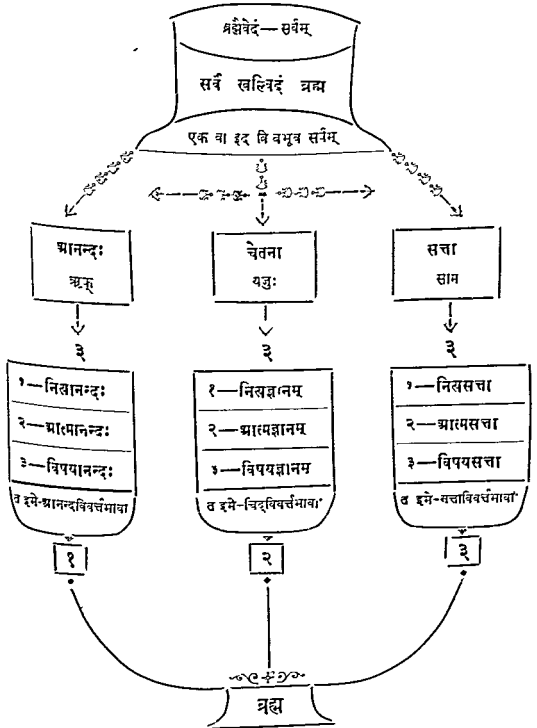 ब्रह्मैवेदं—सर्वम्
सर्वं खल्विदं ब्रह्म
एक वा इद वि बभूव सर्वम्
आनन्दः
ऋक्
३
१—नित्यानन्दः
२—आत्मानन्दः
३—विषयानन्दः
त इमे-आनन्दविवर्त्तभावा
१
चेतना
यजुः
३
१—नित्यज्ञानम्
२—आत्मज्ञानम्
३—विषयज्ञानम्
त इमे-चिद्विवर्त्तभावा
२
सत्ता
साम
३
१—नित्यसत्ता
२—आत्मसत्ता
३—विषयसत्ता
त इमे-सत्ताविवर्त्तभावा
३
ब्रह्म